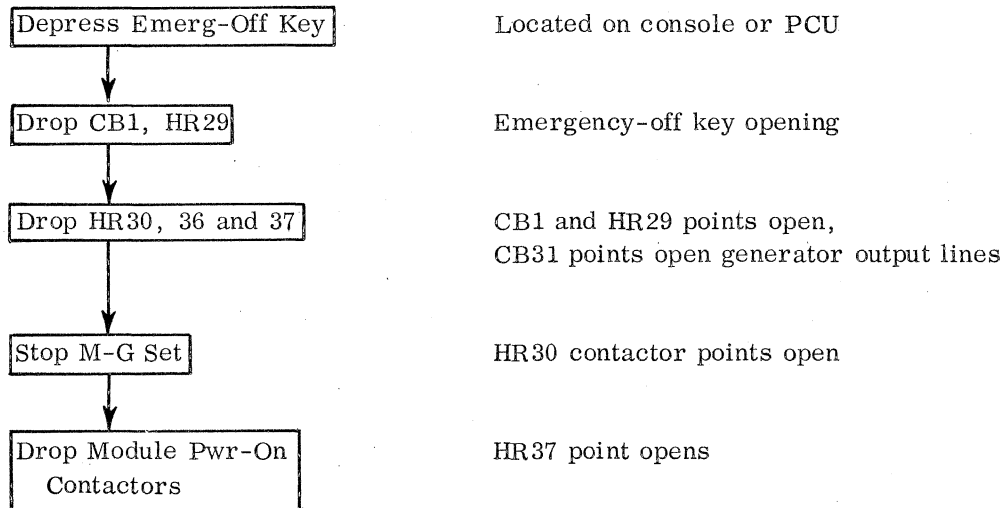 Depress Emerg-Off Key
Located on console or PCU
Drop CB1, HR29
Emergency-off key opening
Drop HR30, 36 and 37
CB1 and HR29 points open,
CB31 points open generator output lines
Stop M-G Set
HR30 contactor points open
Drop Module Pwr-On
Contactors
HR37 point opens